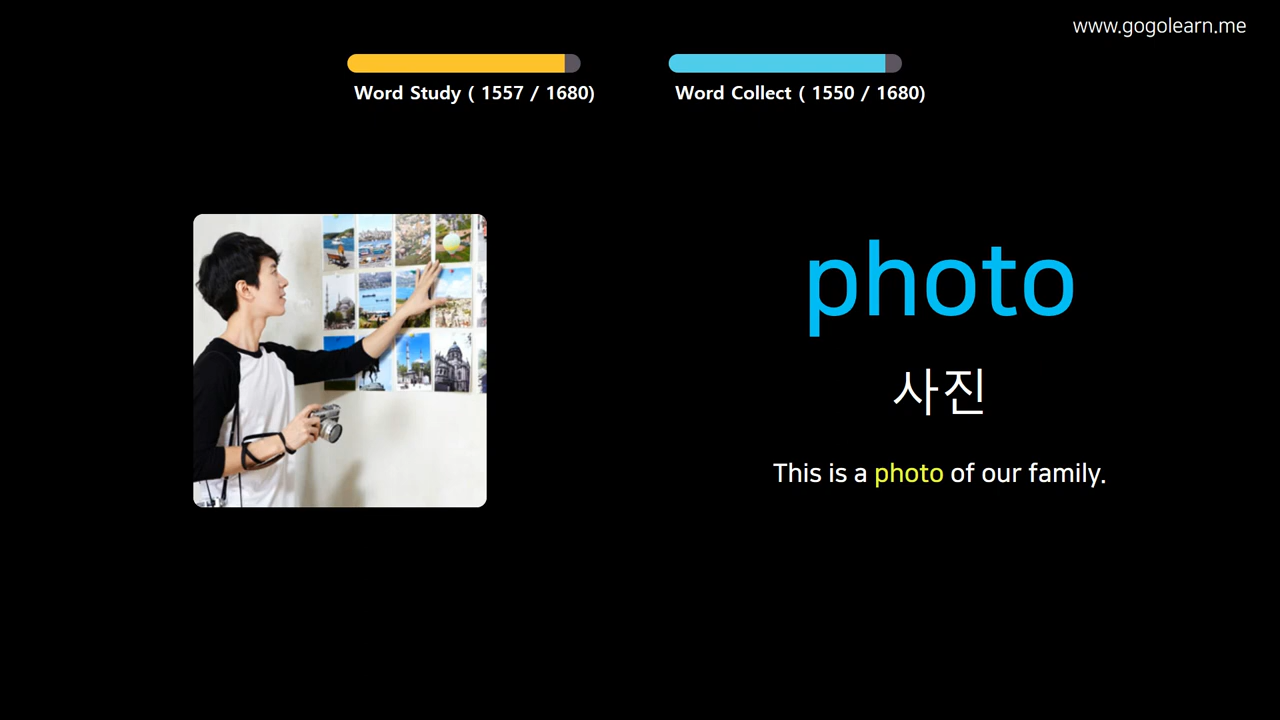 www.gogolearn.me
Word Study ( 1557 / 1680)
Word Collect ( 1550 / 1680)
photo
사진
This is a photo of our family.